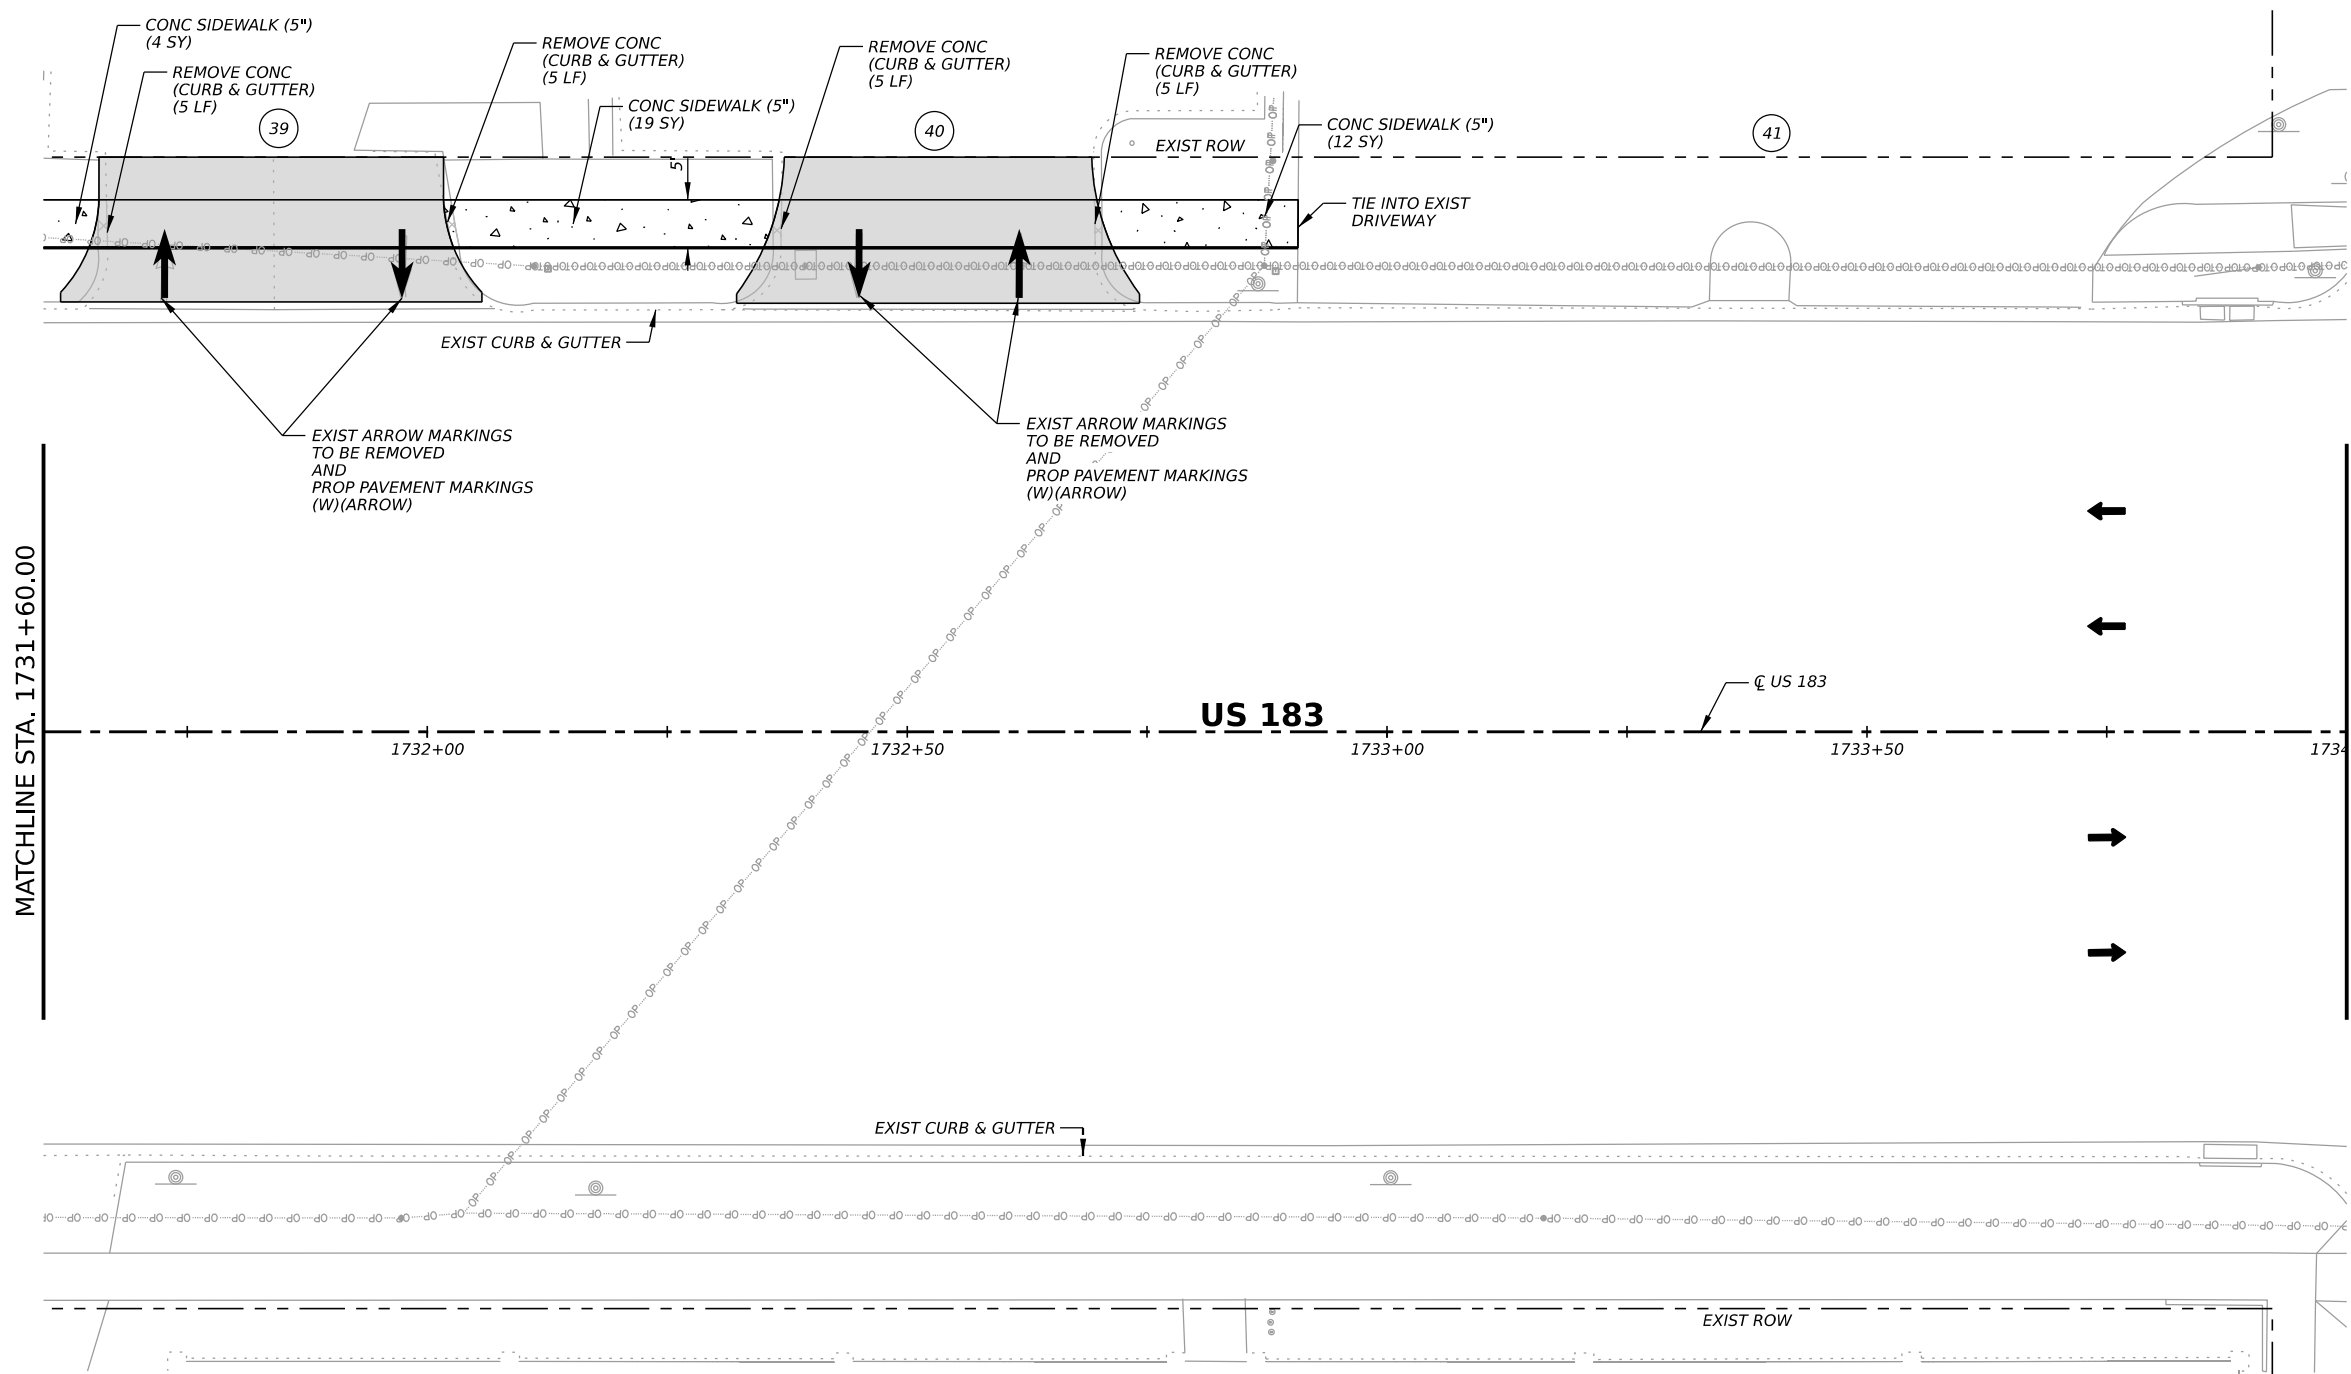 CONC SIDEWALK (5")
(4 SY)
REMOVE CONC
(CURB & GUTTER)
(5 LF)
39
REMOVE CONC
(CURB & GUTTER)
(5 LF)
CONC SIDEWALK (5")
(19 SY)
5'
REMOVE CONC
(CURB & GUTTER)
(5 LF)
40
REMOVE CONC
(CURB & GUTTER)
(5 LF)
EXIST ROW
CONC SIDEWALK (5")
(12 SY)
TIE INTO EXIST
DRIVEWAY
41
EXIST CURB & GUTTER
EXIST ARROW MARKINGS
TO BE REMOVED
AND
PROP PAVEMENT MARKINGS
(W)(ARROW)
EXIST ARROW MARKINGS
TO BE REMOVED
AND
PROP PAVEMENT MARKINGS
(W)(ARROW)
MATCHLINE STA. 1731+60.00
US 183
℄ US 183
1732+00
1732+50
1733+00
1733+50
1734
EXIST CURB & GUTTER
EXIST ROW